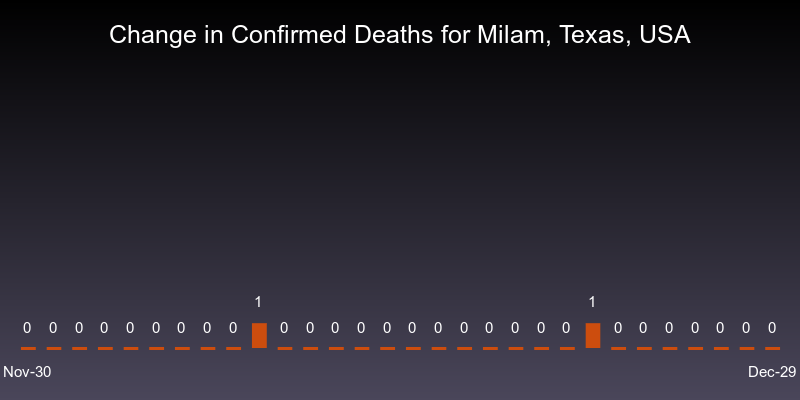 Change in Confirmed Deaths for Milam, Texas, USA
1 1
0 0 0 0 0 0 0 0 0 0 0 0 0 0 0 0 0 0 0 0 0 0 0 0 0 0 0 0
Nov-30 Dec-29